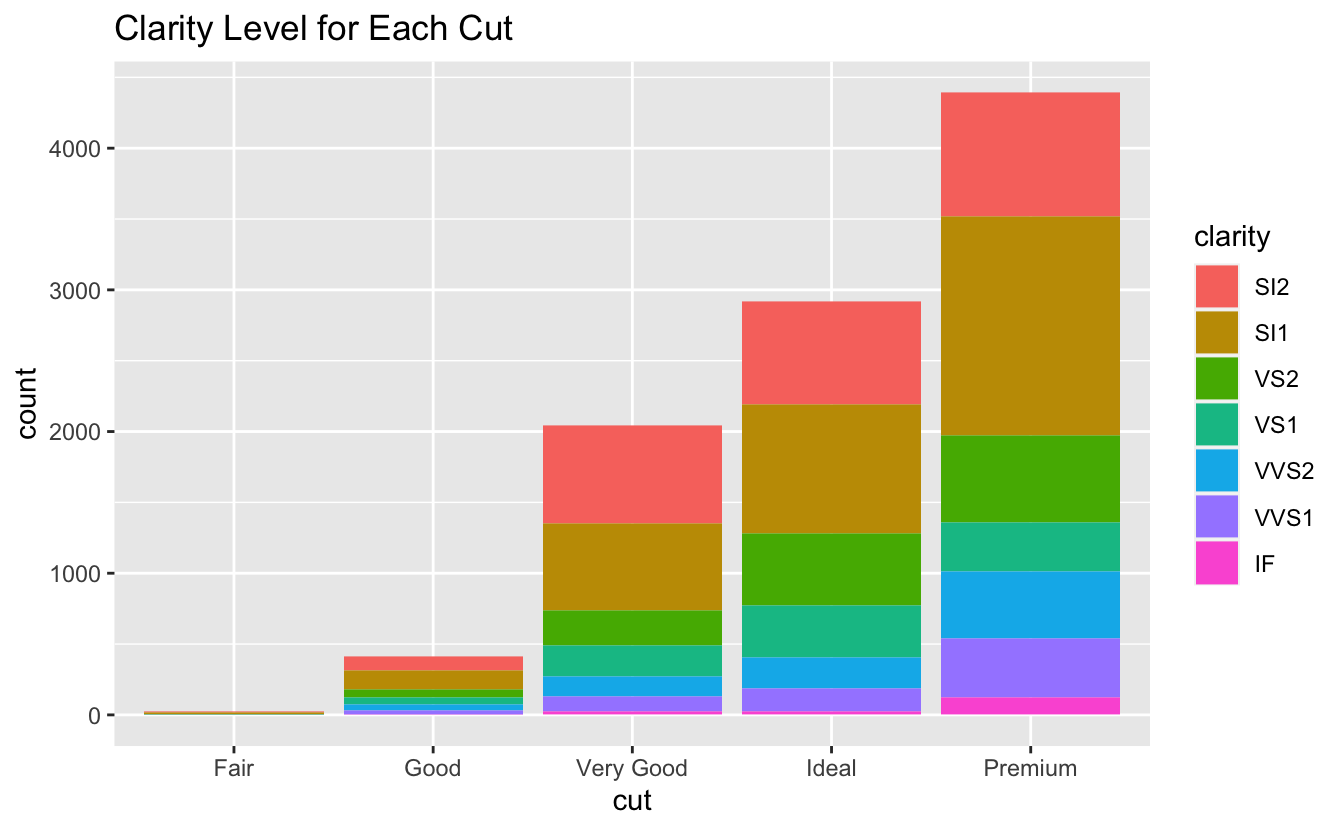 Clarity Level for Each Cut
count
4000
3000
2000
1000
0
Fair Good Very Good Ideal Premium
cut
clarity
SI2
SI1
VS2
VS1
VVS2
VVS1
IF